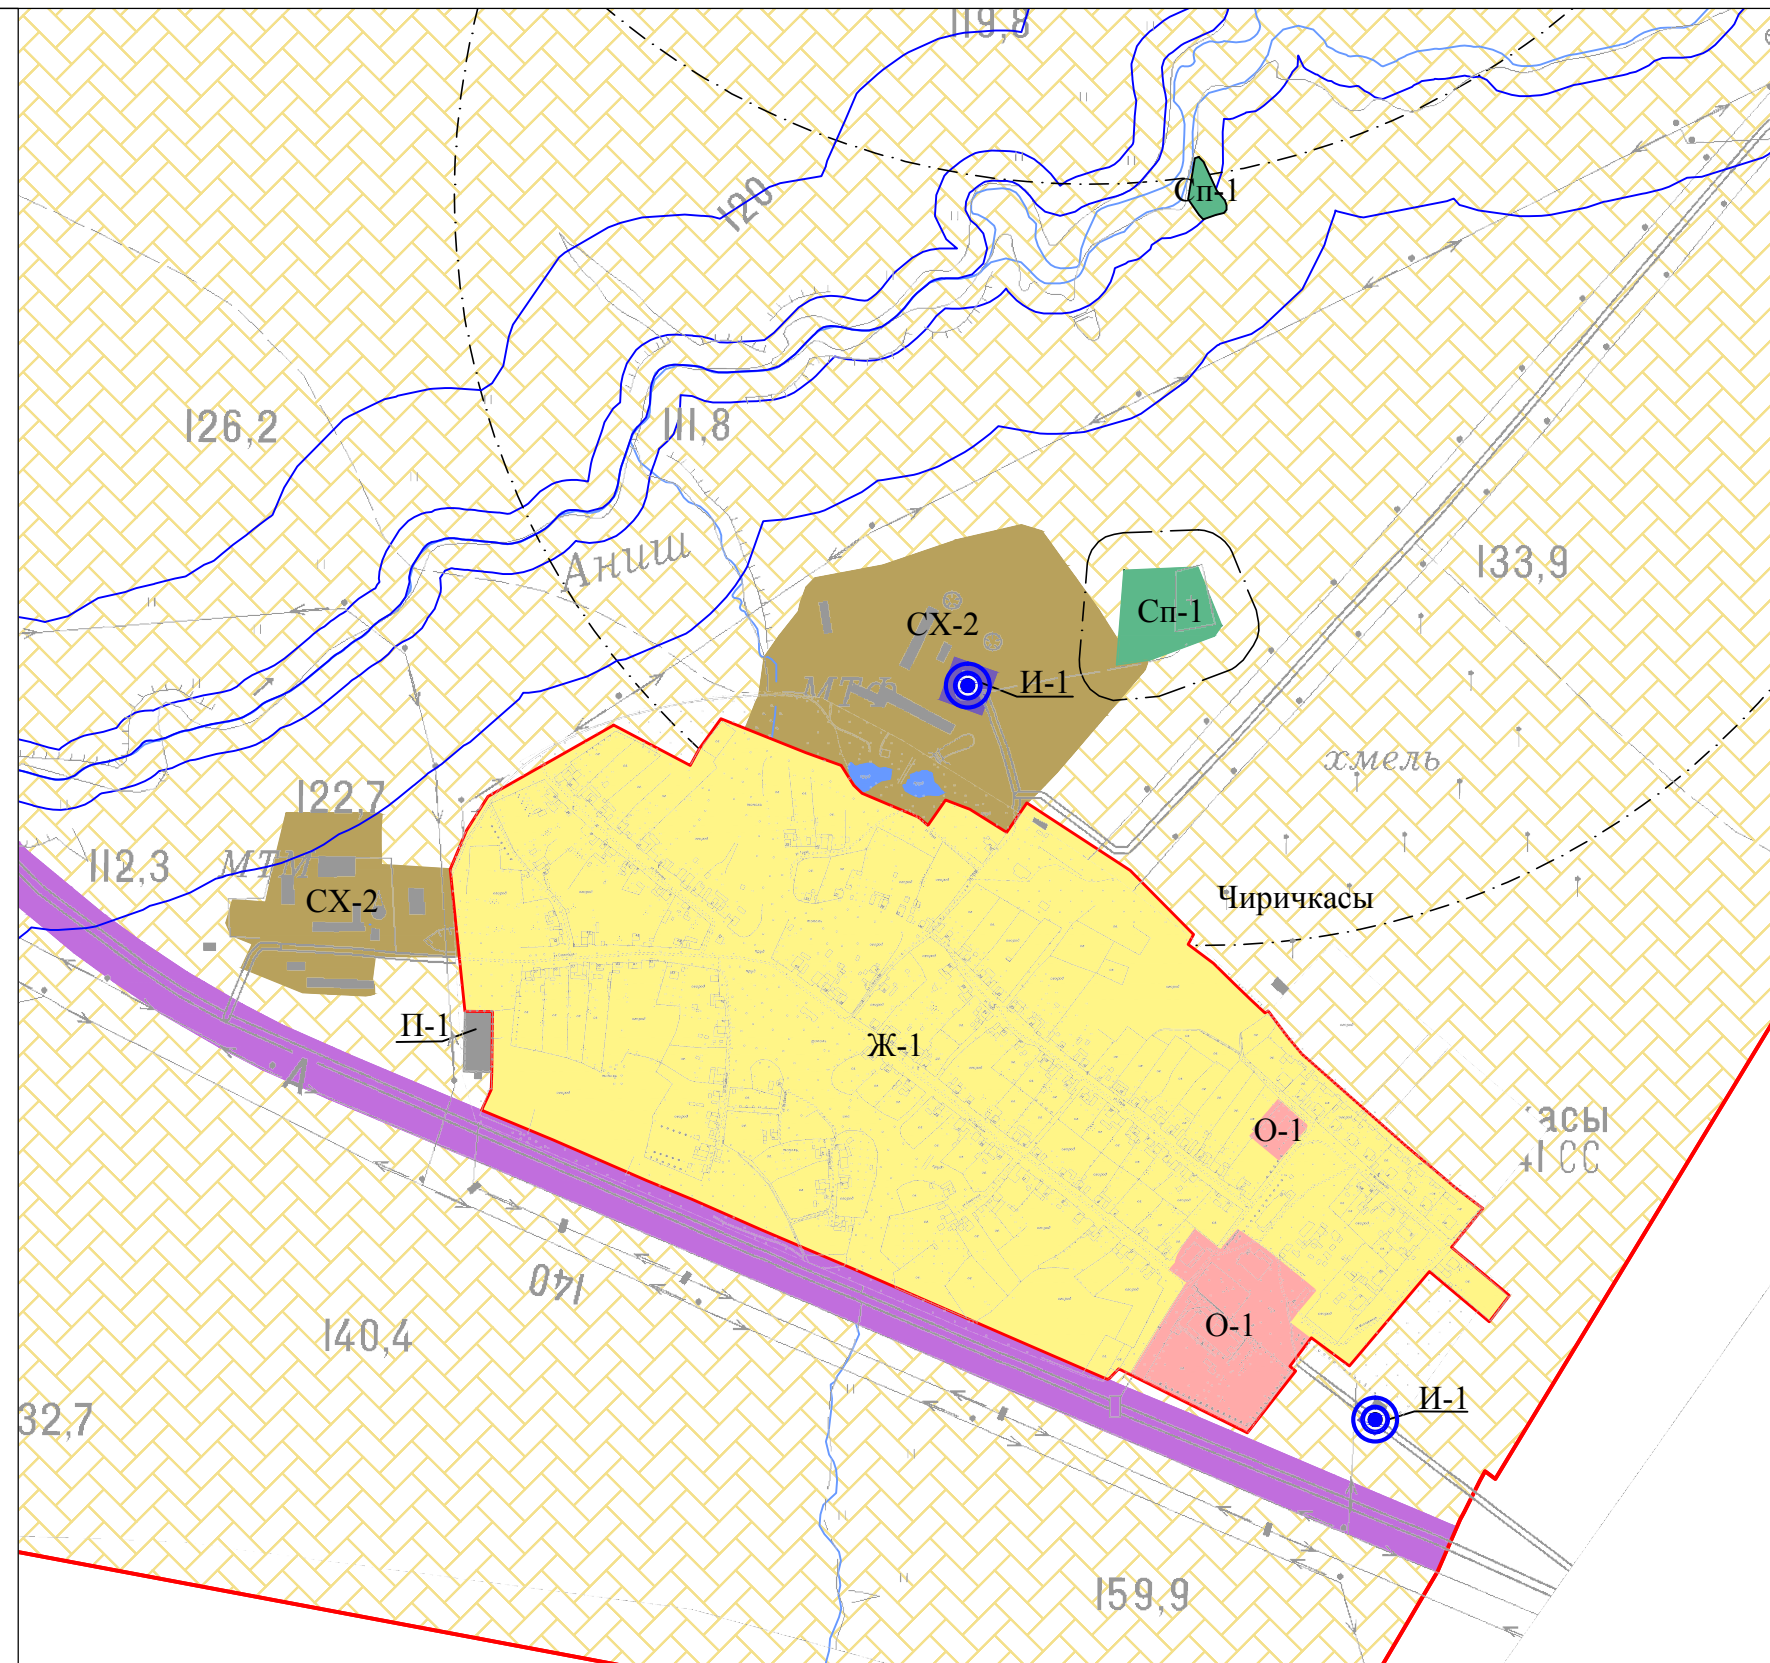 119,8
120
Сп-1
126,2
111,8
Аниш
133,9
СХ-2
Сп-1
МТФ
И-1
хмель
122,7
112,3
МТМ
СХ-2
Чиричкасы
П-1
Ж-1
А
О-1
асы
СС
140
О-1
140,4
И-1
32,7
159,9